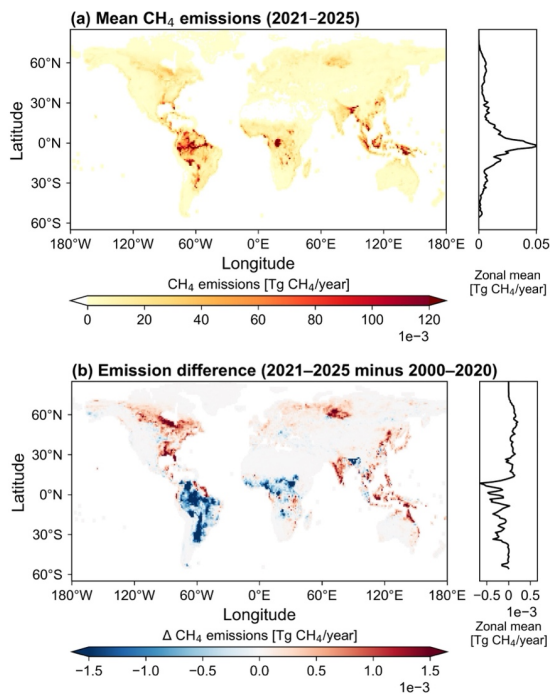 (a) Mean CH₄ emissions (2021–2025)
Latitude
60°N
30°N
0°N
30°S
60°S
180°W 120°W 60°W 0°E 60°E 120°E 180°E
Longitude
0 0.05
Zonal mean
[Tg CH₄/year]
CH₄ emissions [Tg CH₄/year]
0 20 40 60 80 100 120
1e−3
(b) Emission difference (2021–2025 minus 2000–2020)
Latitude
60°N
30°N
0°N
30°S
60°S
180°W 120°W 60°W 0°E 60°E 120°E 180°E
Longitude
−0.5 0 0.5
1e−3
Zonal mean
[Tg CH₄/year]
Δ CH₄ emissions [Tg CH₄/year]
−1.5 −1.0 −0.5 0.0 0.5 1.0 1.5
1e−3